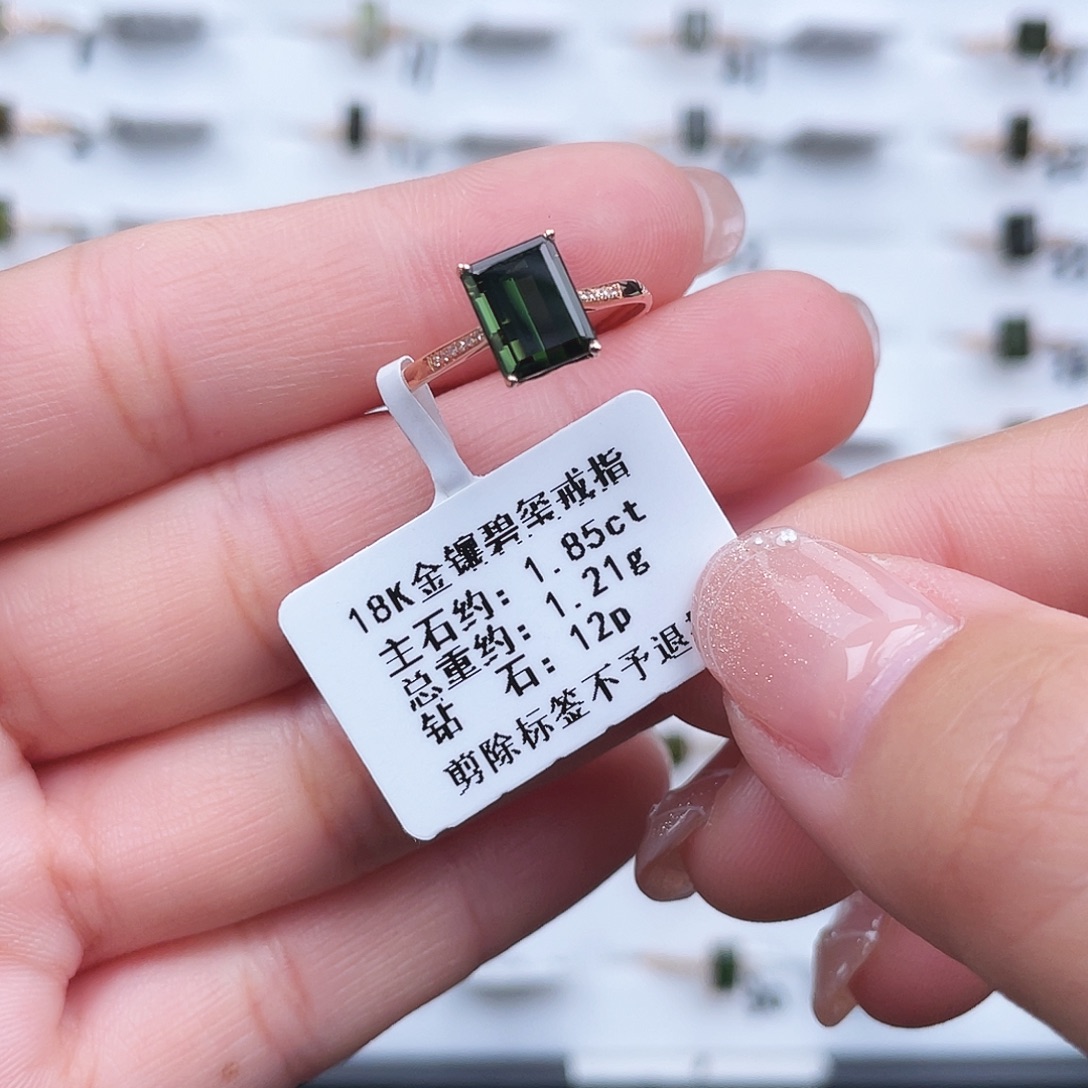 18K金镶碧玺戒指
主石约: 1.85ct
总重约: 1.21g
钻 石: 12p
剪除标签不予退